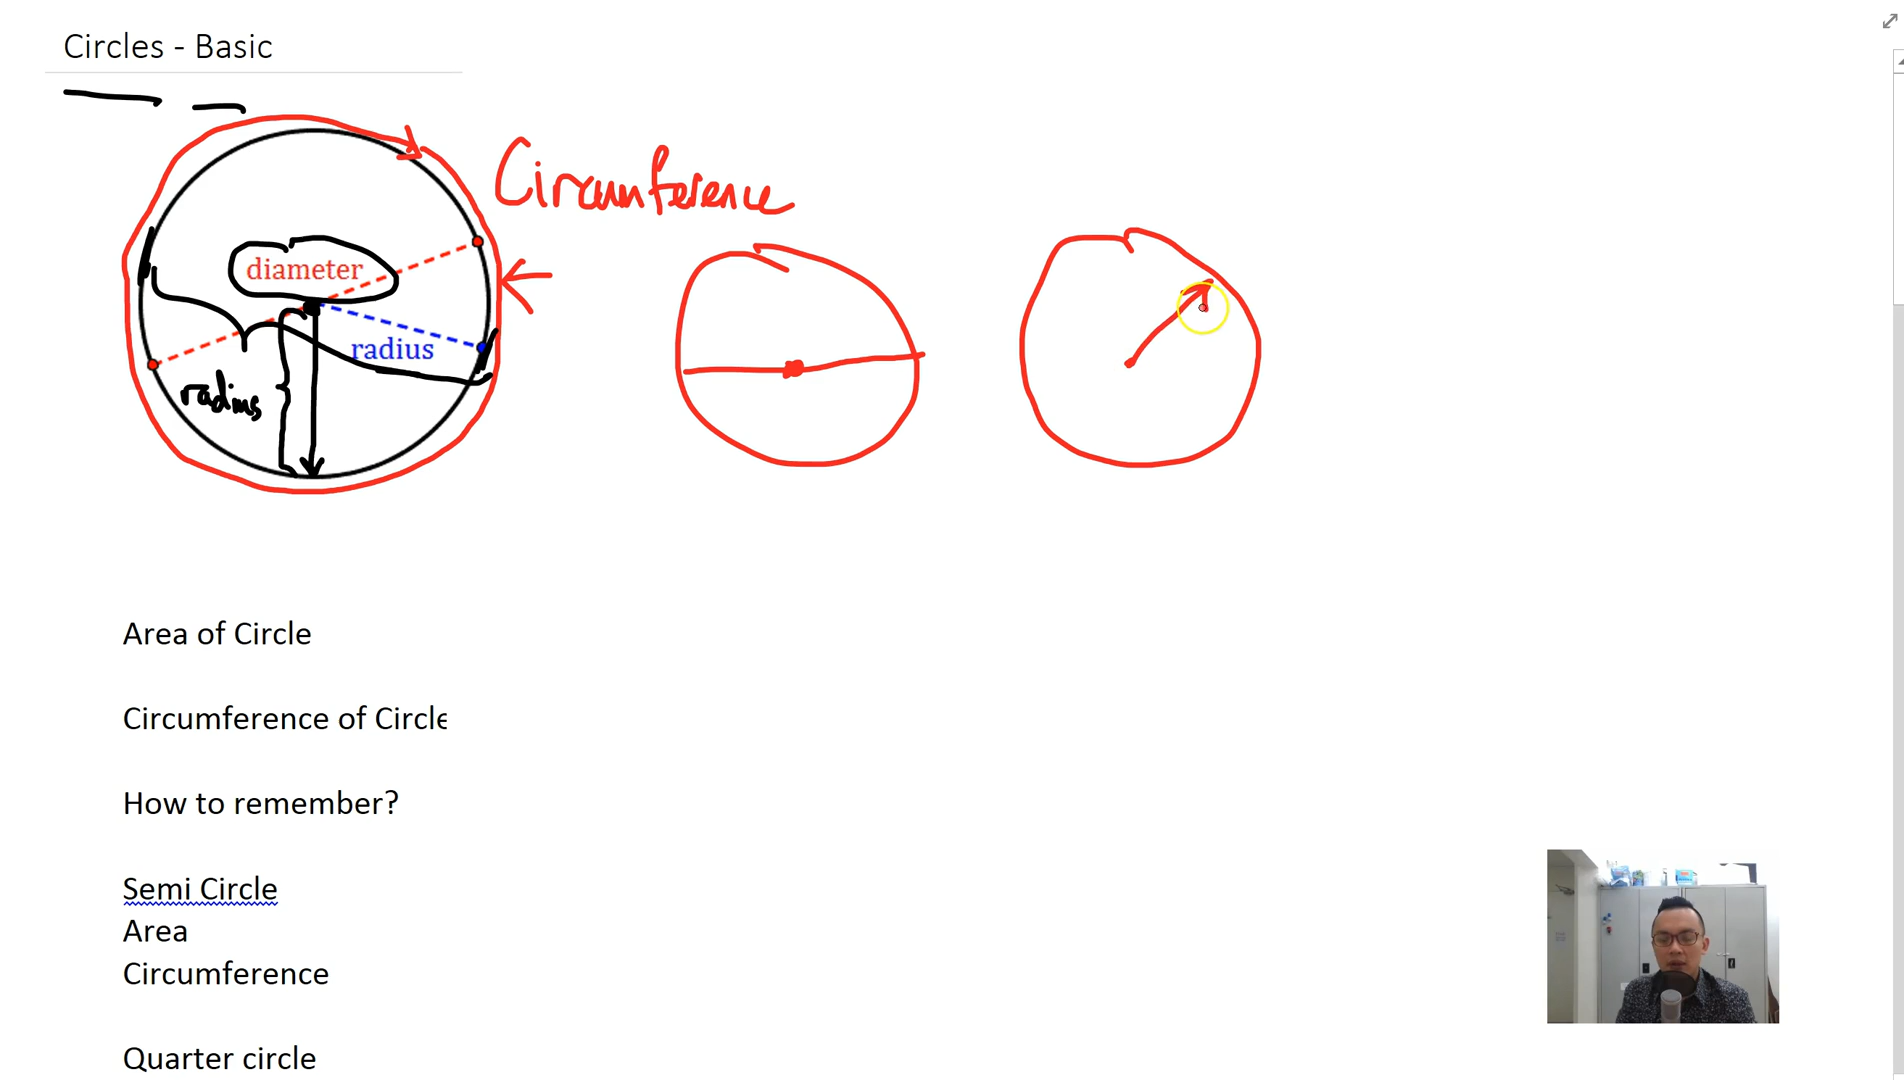 Circles - Basic
Circumference
diameter
radius
radius
Area of Circle
Circumference of Circle
How to remember?
Semi Circle
Area
Circumference
Quarter circle